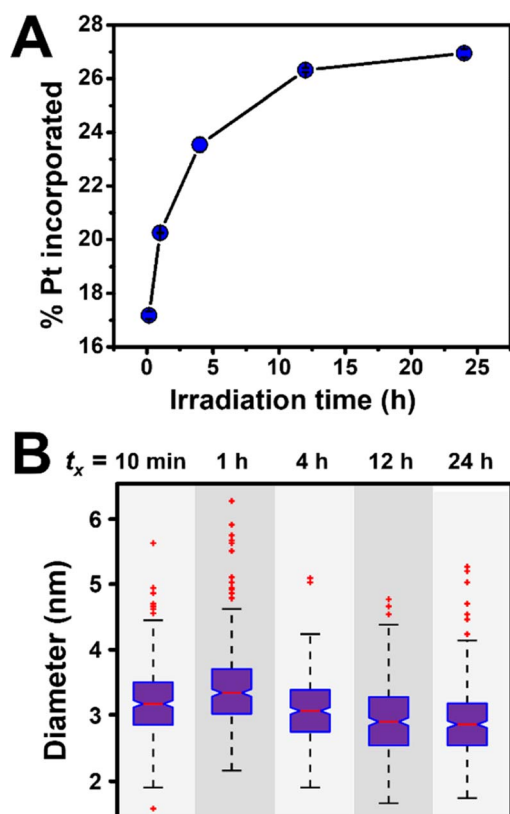 A
28
26
24
22
20
18
16
% Pt incorporated
0 5 10 15 20 25
Irradiation time (h)
B
tₓ = 10 min 1 h 4 h 12 h 24 h
6
5
4
3
2
Diameter (nm)